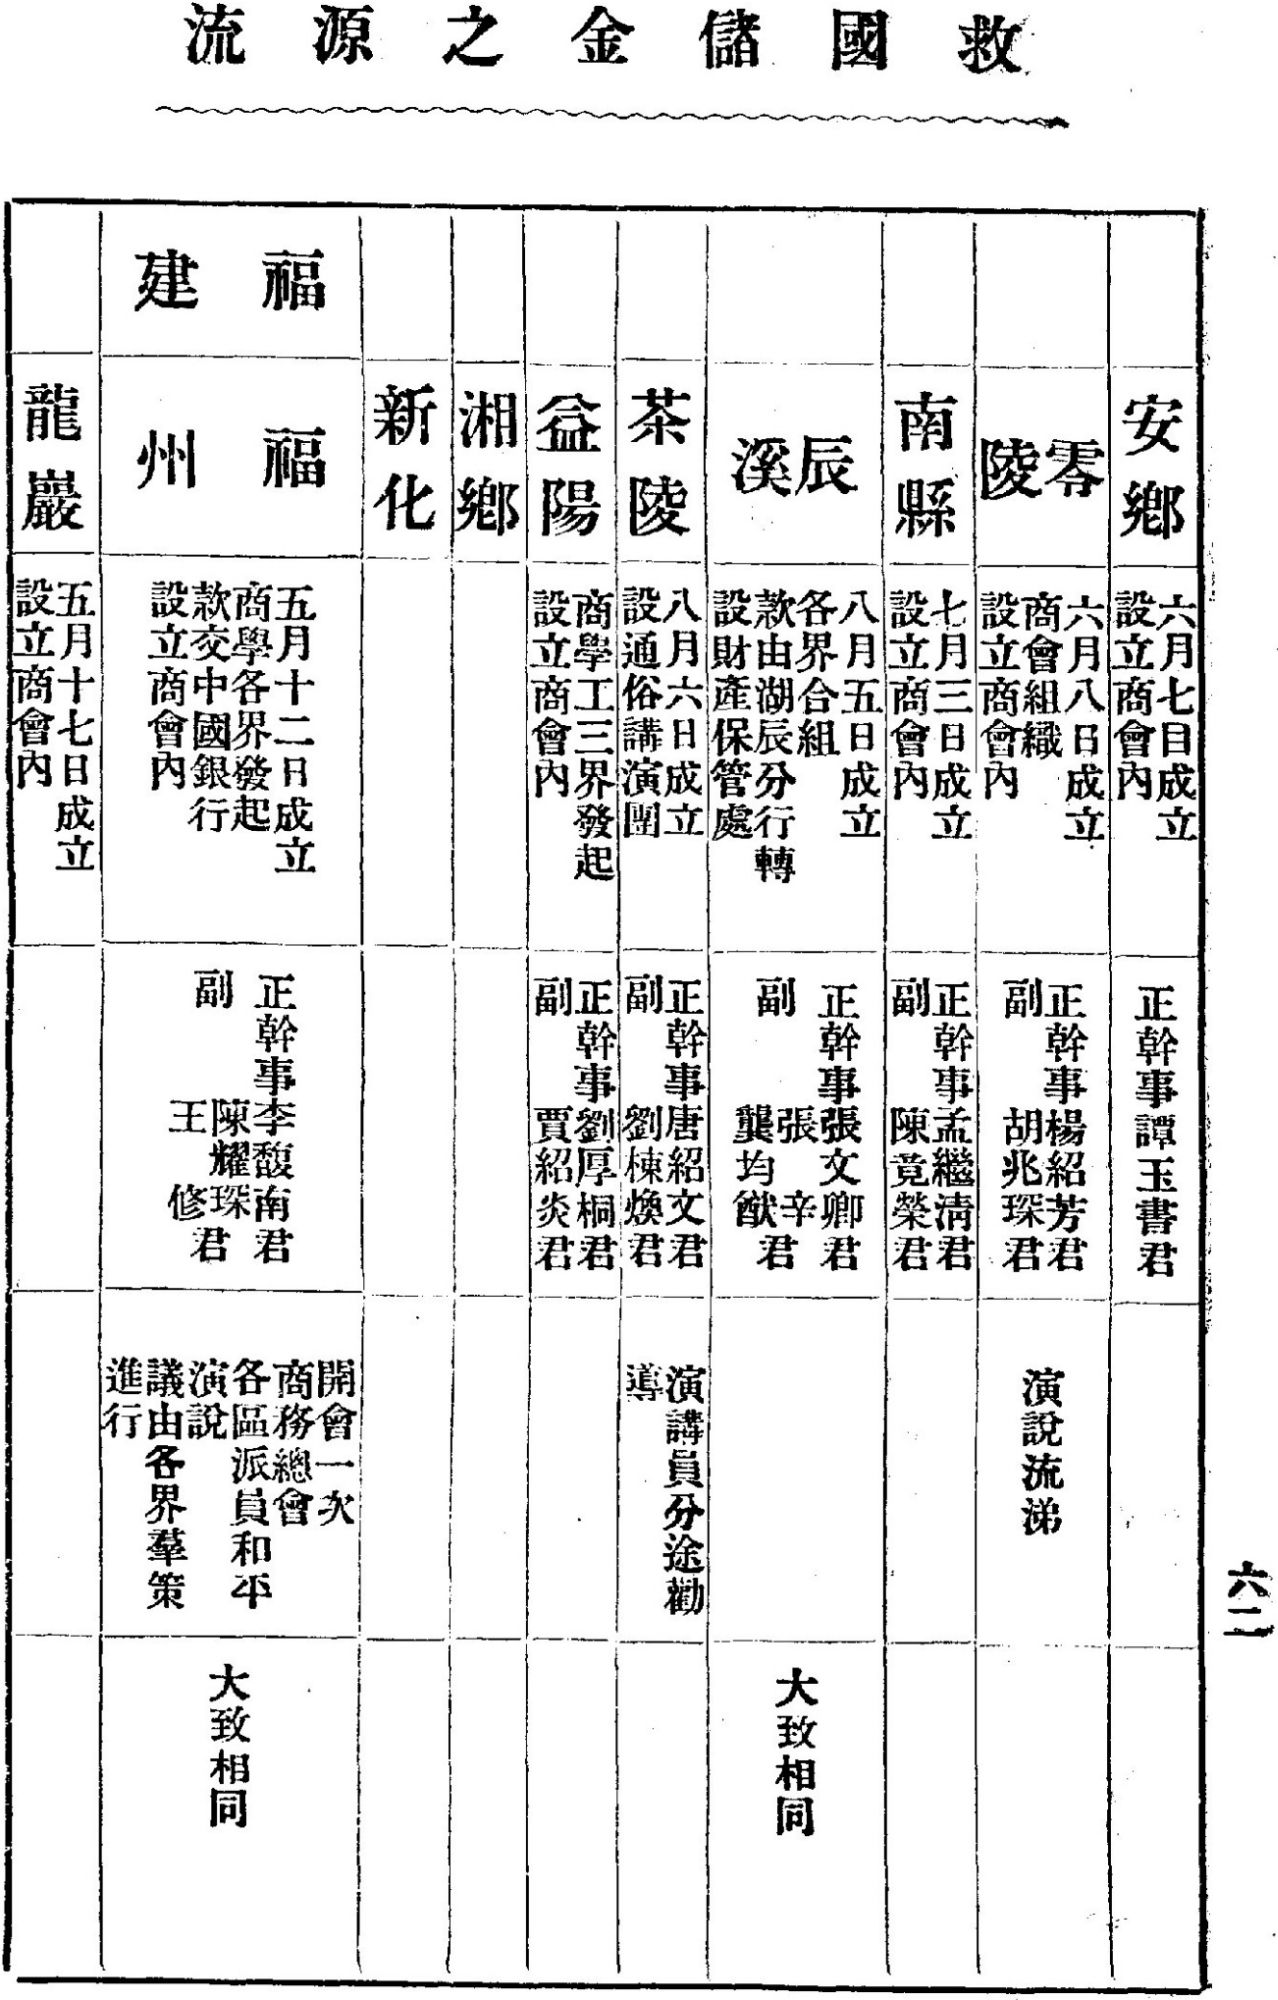 救國儲金之源流
安鄉
六月七日成立
設立商會內
正幹事譚玉書君
零陵
六月八日成立
商會組織
設立商會內
正幹事楊紹芳君
副胡兆琛君
演說流涕
南縣
七月三日成立
設立商會內
正幹事孟繼清君
副陳竟榮君
辰溪
八月五日成立
各界合組
款由湖辰分行轉
設財產保管處
正幹事張文卿君
副張辛
龔均猷君
大致相同
茶陵
八月六日成立
設通俗講演團
正幹事唐紹文君
副劉棟煥君
演講員分途勸
導
益陽
商學工三界發起
設立商會內
正幹事劉厚桐君
副賈紹炎君
湘鄉
新化
福建
福州
五月十二日成立
商學各界發起
款交中國銀行
設立商會內
正幹事李馥南君
副陳耀琛
王修君
開會一次
商務總會
各區派員和平
演說
議由各界羣策
進行
大致相同
龍巖
五月十七日成立
設立商會內
六二